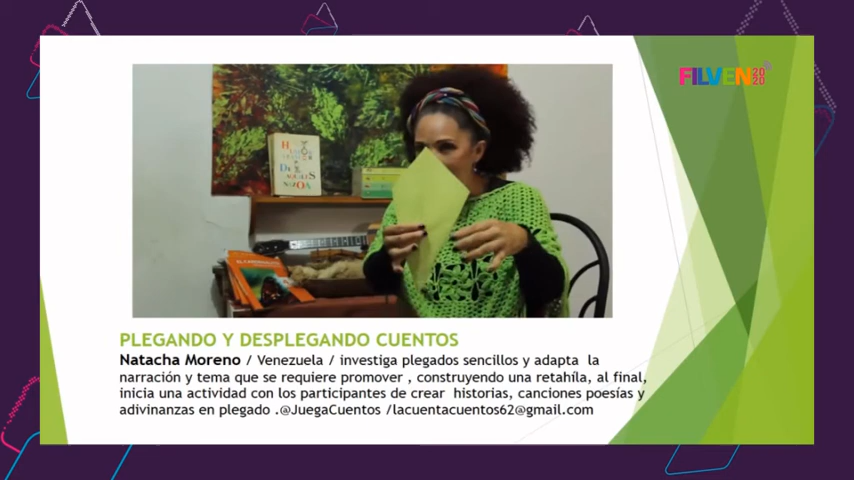 FILVEN 2020
PLEGANDO Y DESPLEGANDO CUENTOS
Natacha Moreno / Venezuela / investiga plegados sencillos y adapta la
narración y tema que se requiere promover , construyendo una retahíla, al final,
inicia una actividad con los participantes de crear historias, canciones poesías y
adivinanzas en plegado .@JuegaCuentos /lacuentacuentos62@gmail.com